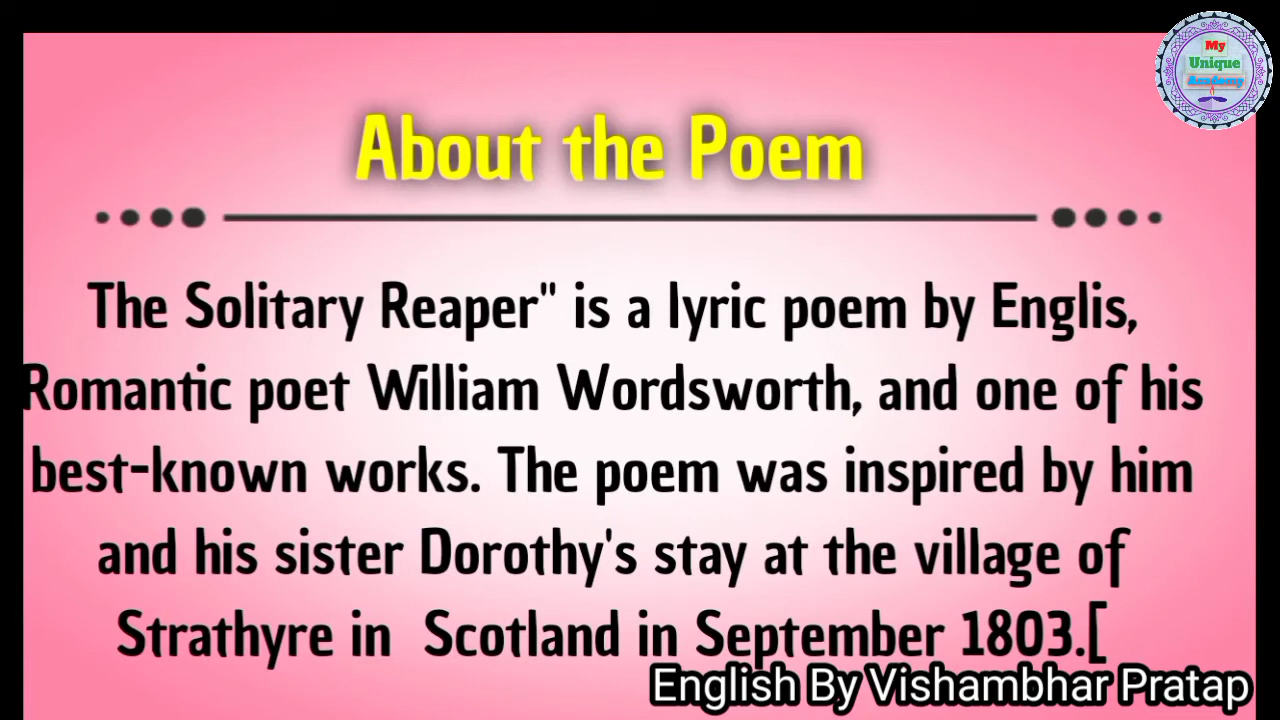 My
Unique
Academy
About the Poem
The Solitary Reaper" is a lyric poem by Englis,
Romantic poet William Wordsworth, and one of his
best-known works. The poem was inspired by him
and his sister Dorothy's stay at the village of
Strathyre in  Scotland in September 1803.[
English By Vishambhar Pratap